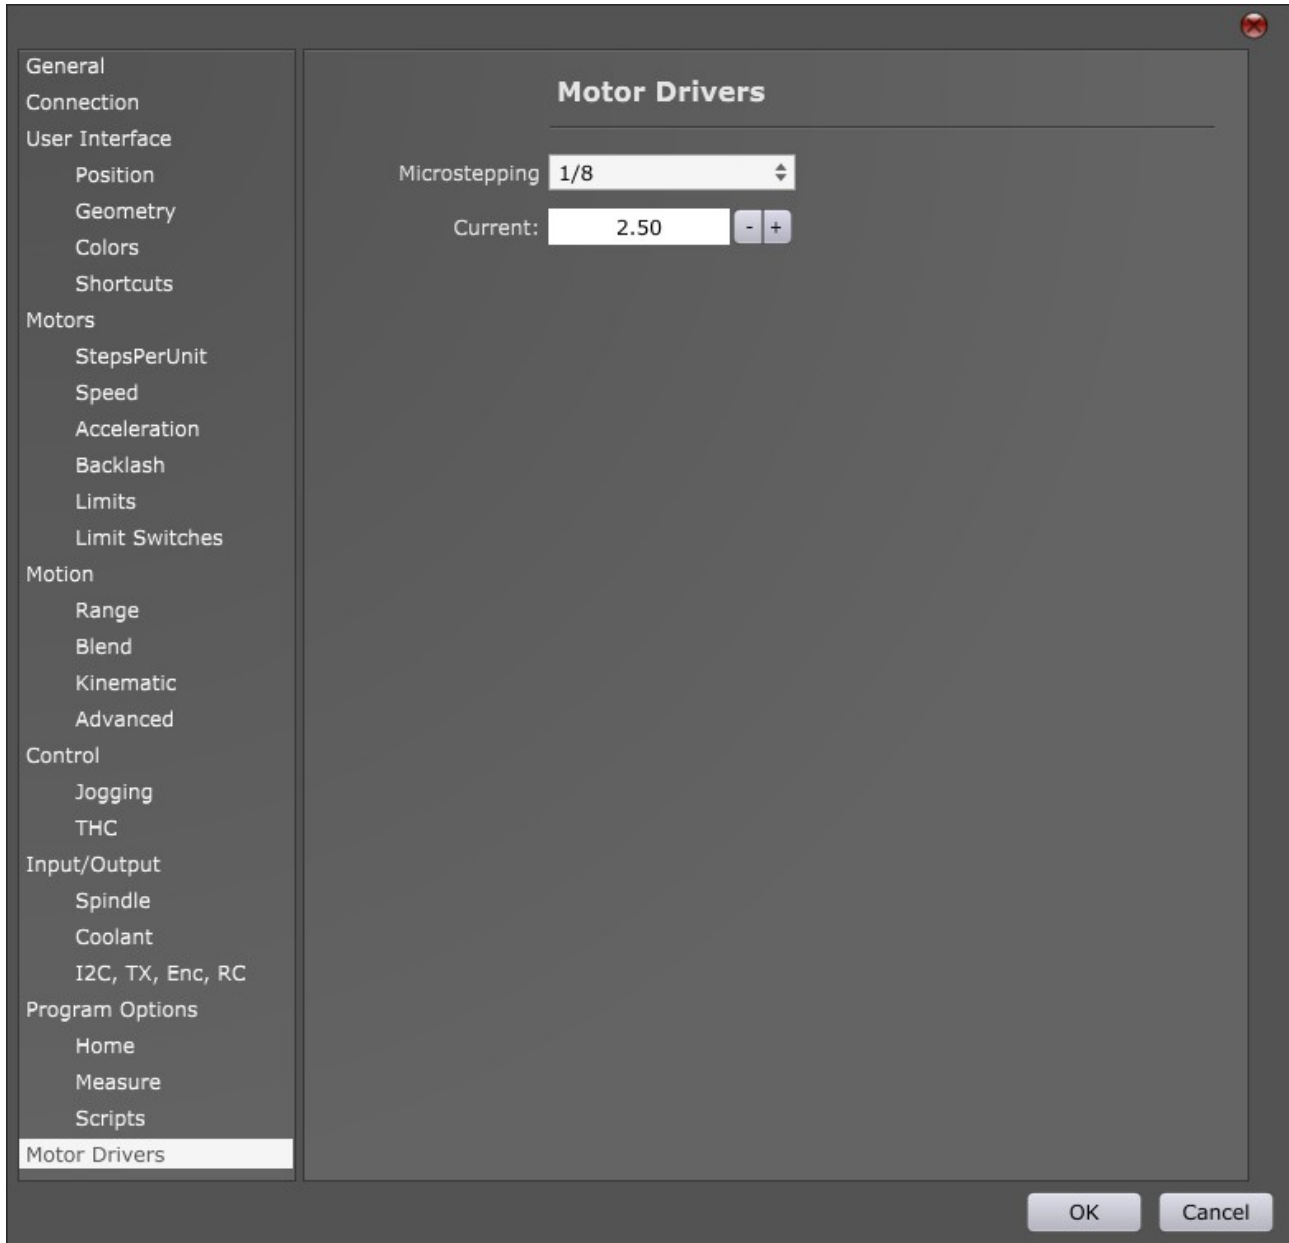 General
Connection
User Interface
Position
Geometry
Colors
Shortcuts
Motors
StepsPerUnit
Speed
Acceleration
Backlash
Limits
Limit Switches
Motion
Range
Blend
Kinematic
Advanced
Control
Jogging
THC
Input/Output
Spindle
Coolant
I2C, TX, Enc, RC
Program Options
Home
Measure
Scripts
Motor Drivers
Motor Drivers
Microstepping 1/8
Current: 2.50 - +
OK Cancel